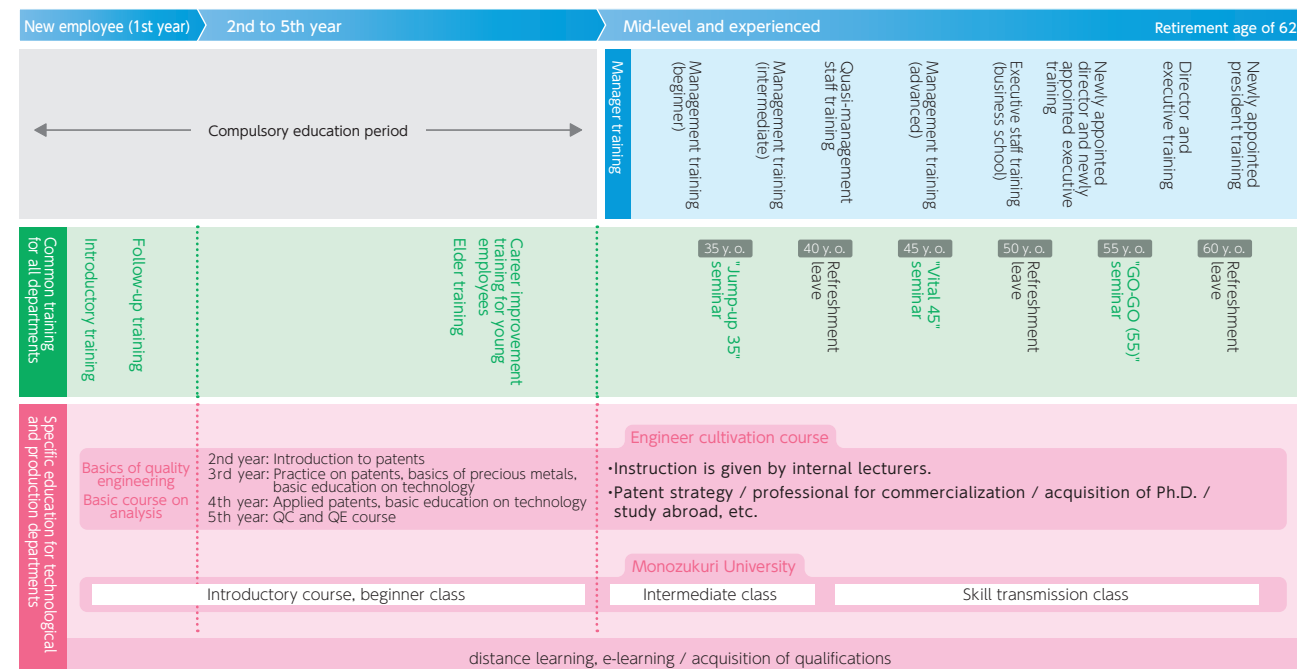 New employee (1st year)
2nd to 5th year
Mid-level and experienced
Retirement age of 62
Compulsory education period
Manager training
Management training
(beginner)
Management training
(intermediate)
Quasi-management
staff training
Management training
(advanced)
Executive staff training
(business school)
Newly appointed
director and newly
appointed executive
training
Director and
executive training
Newly appointed
president training
Common training
for all departments
Introductory training
Follow-up training
Career improvement
training for young
employees
Elder training
35 y. o.
"Jump-up 35"
seminar
40 y. o.
Refreshment
leave
45 y. o.
"Vital 45"
seminar
50 y. o.
Refreshment
leave
55 y. o.
"GO-GO (55)"
seminar
60 y. o.
Refreshment
leave
Specific education for technological
and production departments
Basics of quality
engineering
Basic course on
analysis
2nd year: Introduction to patents
3rd year: Practice on patents, basics of precious metals,
basic education on technology
4th year: Applied patents, basic education on technology
5th year: QC and QE course
Engineer cultivation course
・Instruction is given by internal lecturers.
・Patent strategy / professional for commercialization / acquisition of Ph.D. /
study abroad, etc.
Monozukuri University
Introductory course, beginner class
Intermediate class
Skill transmission class
distance learning, e-learning / acquisition of qualifications